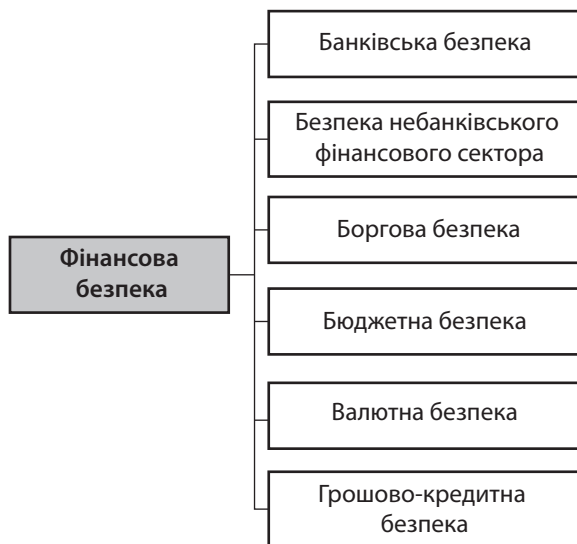 Банківська безпека
Безпека небанківського
фінансового сектора
Боргова безпека
Фінансова
безпека
Бюджетна безпека
Валютна безпека
Грошово-кредитна
безпека